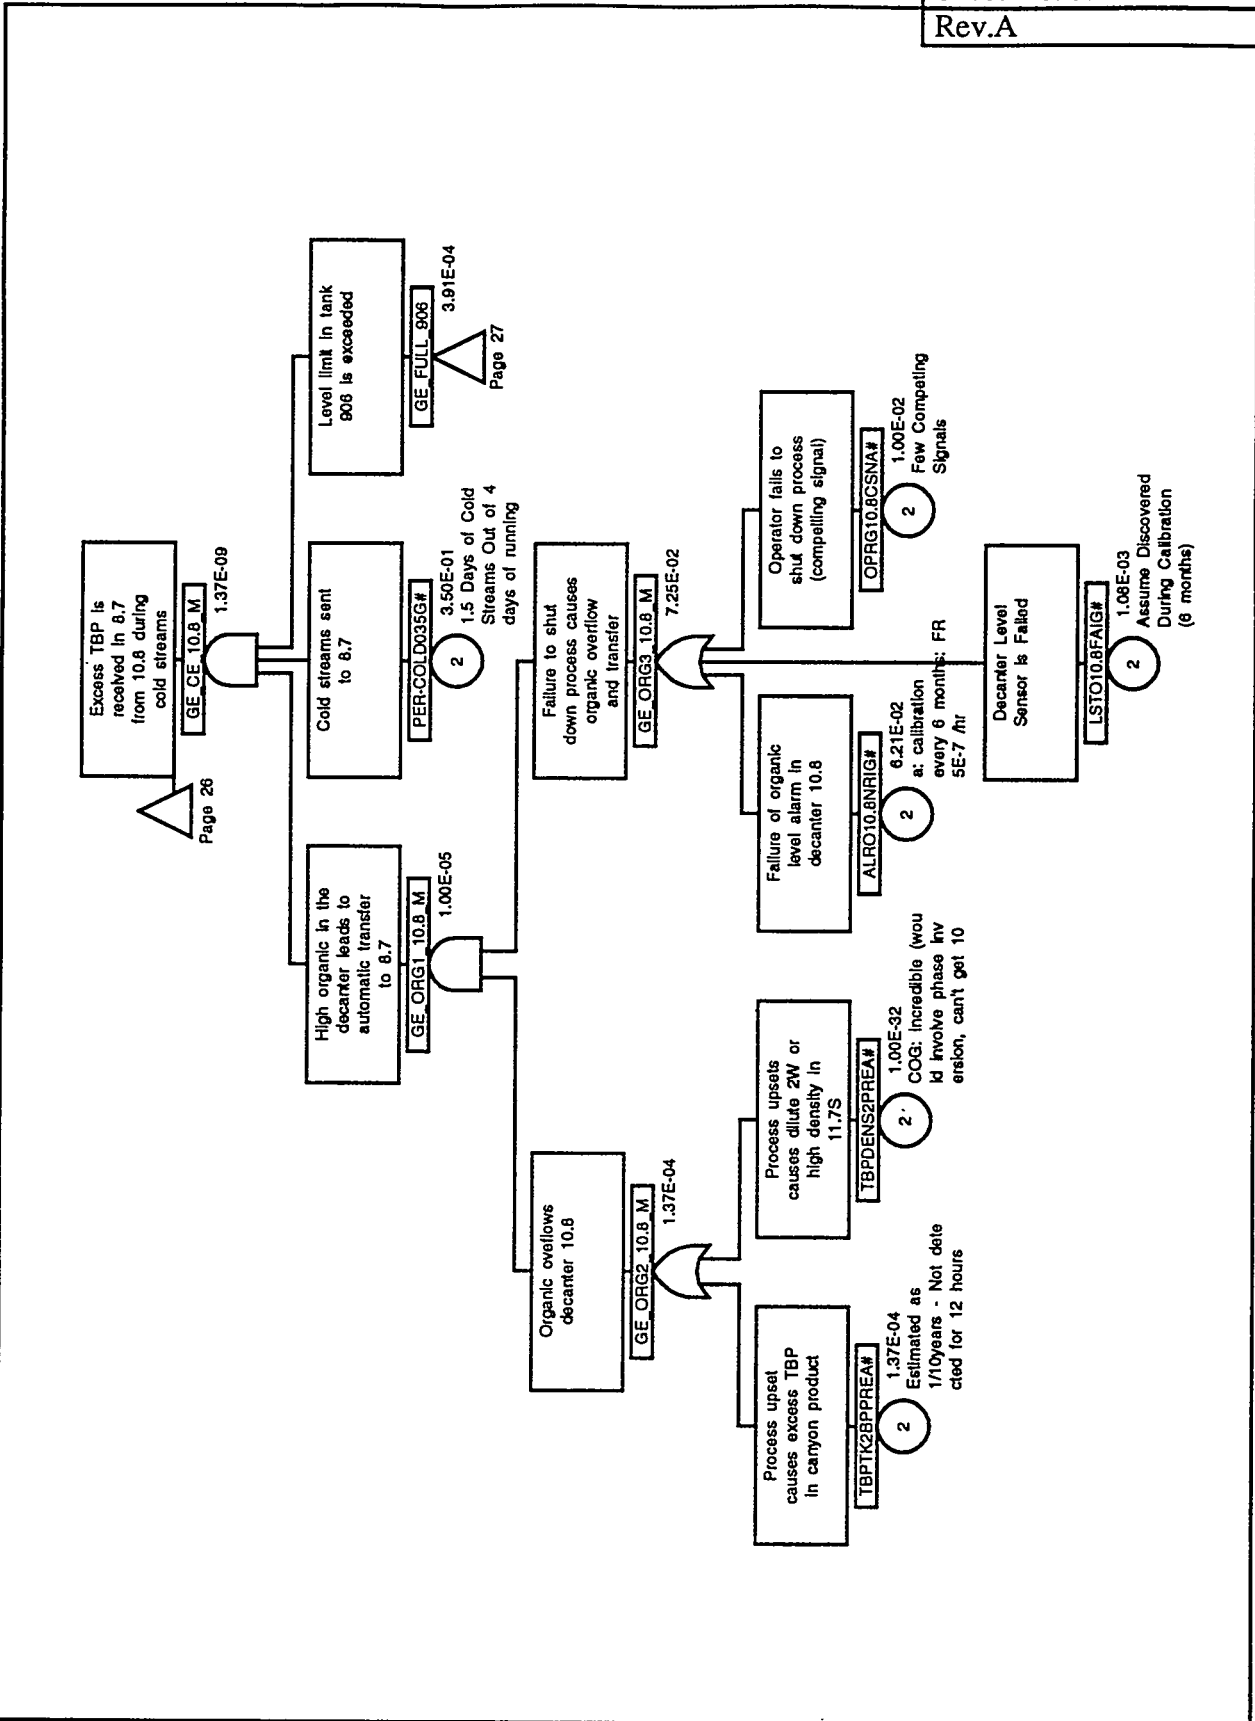 Rev.A
Excess TBP is
received in 8.7
from 10.8 during
cold streams
GE_CE_10.8_M
1.37E-09
Page 26
High organic in the
decanter leads to
automatic transfer
to 8.7
GE_ORG1_10.8_M
1.00E-05
Cold streams sent
to 8.7
PER-COLD035G#
2
3.50E-01
1.5 Days of Cold
Streams Out of 4
days of running
Level limit in tank
906 is exceeded
GE_FULL_906
3.91E-04
Page 27
Organic oveflows
decanter 10.8
GE_ORG2_10.8_M
1.37E-04
Failure to shut
down process causes
organic overflow
and transfer
GE_ORG3_10.8_M
7.25E-02
Process upset
causes excess TBP
in canyon product
TBPTK2BPPREA#
2
1.37E-04
Estimated as
1/10years - Not dete
cted for 12 hours
Process upsets
causes dilute 2W or
high density in
11.7S
TBPDENS2PREA#
2
1.00E-32
COG: Incredible (wou
ld involve phase inv
ersion, can't get 10
Failure of organic
level alarm in
decanter 10.8
ALRO10.8NRIG#
2
6.21E-02
a: calibration
every 6 months: FR
5E-7 /hr
Operator fails to
shut down process
(compelling signal)
OPRG10.8CSNA#
2
1.00E-02
Few Competing
Signals
Decanter Level
Sensor is Failed
LSTO10.8FAIG#
2
1.08E-03
Assume Discovered
During Calibration
(6 months)